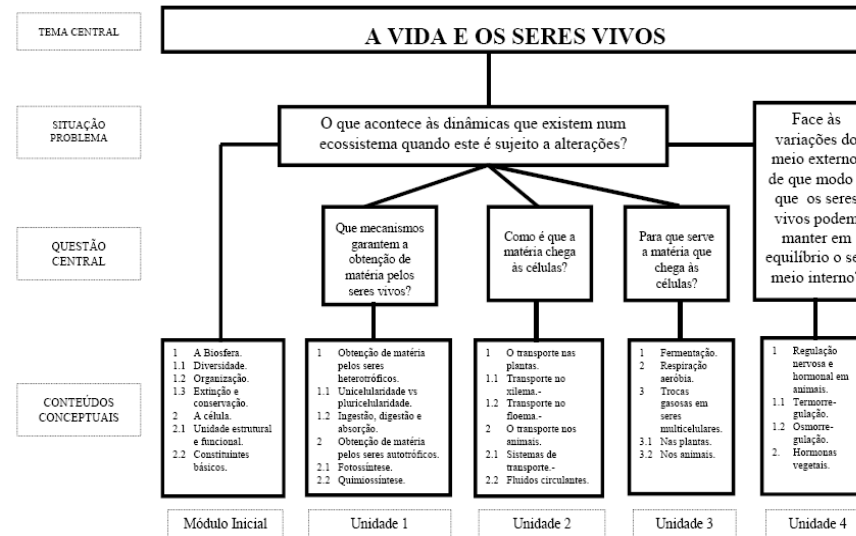 TEMA CENTRAL
A VIDA E OS SERES VIVOS
SITUAÇÃO
PROBLEMA
O que acontece às dinâmicas que existem num
ecossistema quando este é sujeito a alterações?
Face às
variações do
meio externo
de que modo
que os seres
vivos podem
manter em
equilíbrio o se
meio interno?
QUESTÃO
CENTRAL
Que mecanismos
garantem a
obtenção de
matéria pelos
seres vivos?
Como é que a
matéria chega
às células?
Para que serve
a matéria que
chega às
células?
CONTEÚDOS
CONCEPTUAIS
1 A Biosfera.
1.1 Diversidade.
1.2 Organização.
1.3 Extinção e
conservação.
2 A célula.
2.1 Unidade estrutural
e funcional.
2.2 Constituintes
básicos.
1 Obtenção de matéria
pelos seres
heterotróficos.
1.1 Unicelularidade vs
pluricelularidade.
1.2 Ingestão, digestão e
absorção.
2 Obtenção de matéria
pelos seres autotróficos.
2.1 Fotossíntese.
2.2 Quimiossíntese.
1 O transporte nas
plantas.
1.1 Transporte no
xilema.-
1.2 Transporte no
floema.-
2 O transporte nos
animais.
2.1 Sistemas de
transporte.-
2.2 Fluidos circulantes.
1 Fermentação.
2 Respiração
aeróbia.
3 Trocas
gasosas em
seres
multicelulares.
3.1 Nas plantas.
3.2 Nos animais.
1 Regulação
nervosa e
hormonal em
animais.
1.1 Termorre-
gulação.
1.2 Osmorre-
gulação.
2. Hormonas
vegetais.
Módulo Inicial
Unidade 1
Unidade 2
Unidade 3
Unidade 4